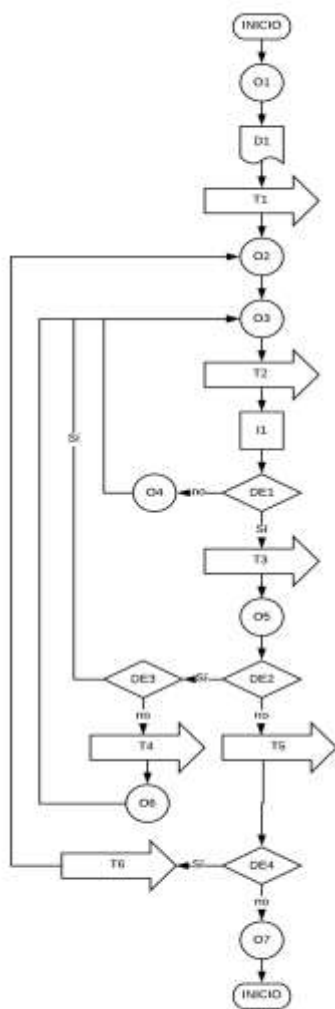 INICIO
O1
D1
T1
O2
O3
T2
I1
O4 no DE1
Si
Si
T3
O5
DE3 Si DE2
no no
T4 T5
O6
T6 Si DE4
no
O7
INICIO